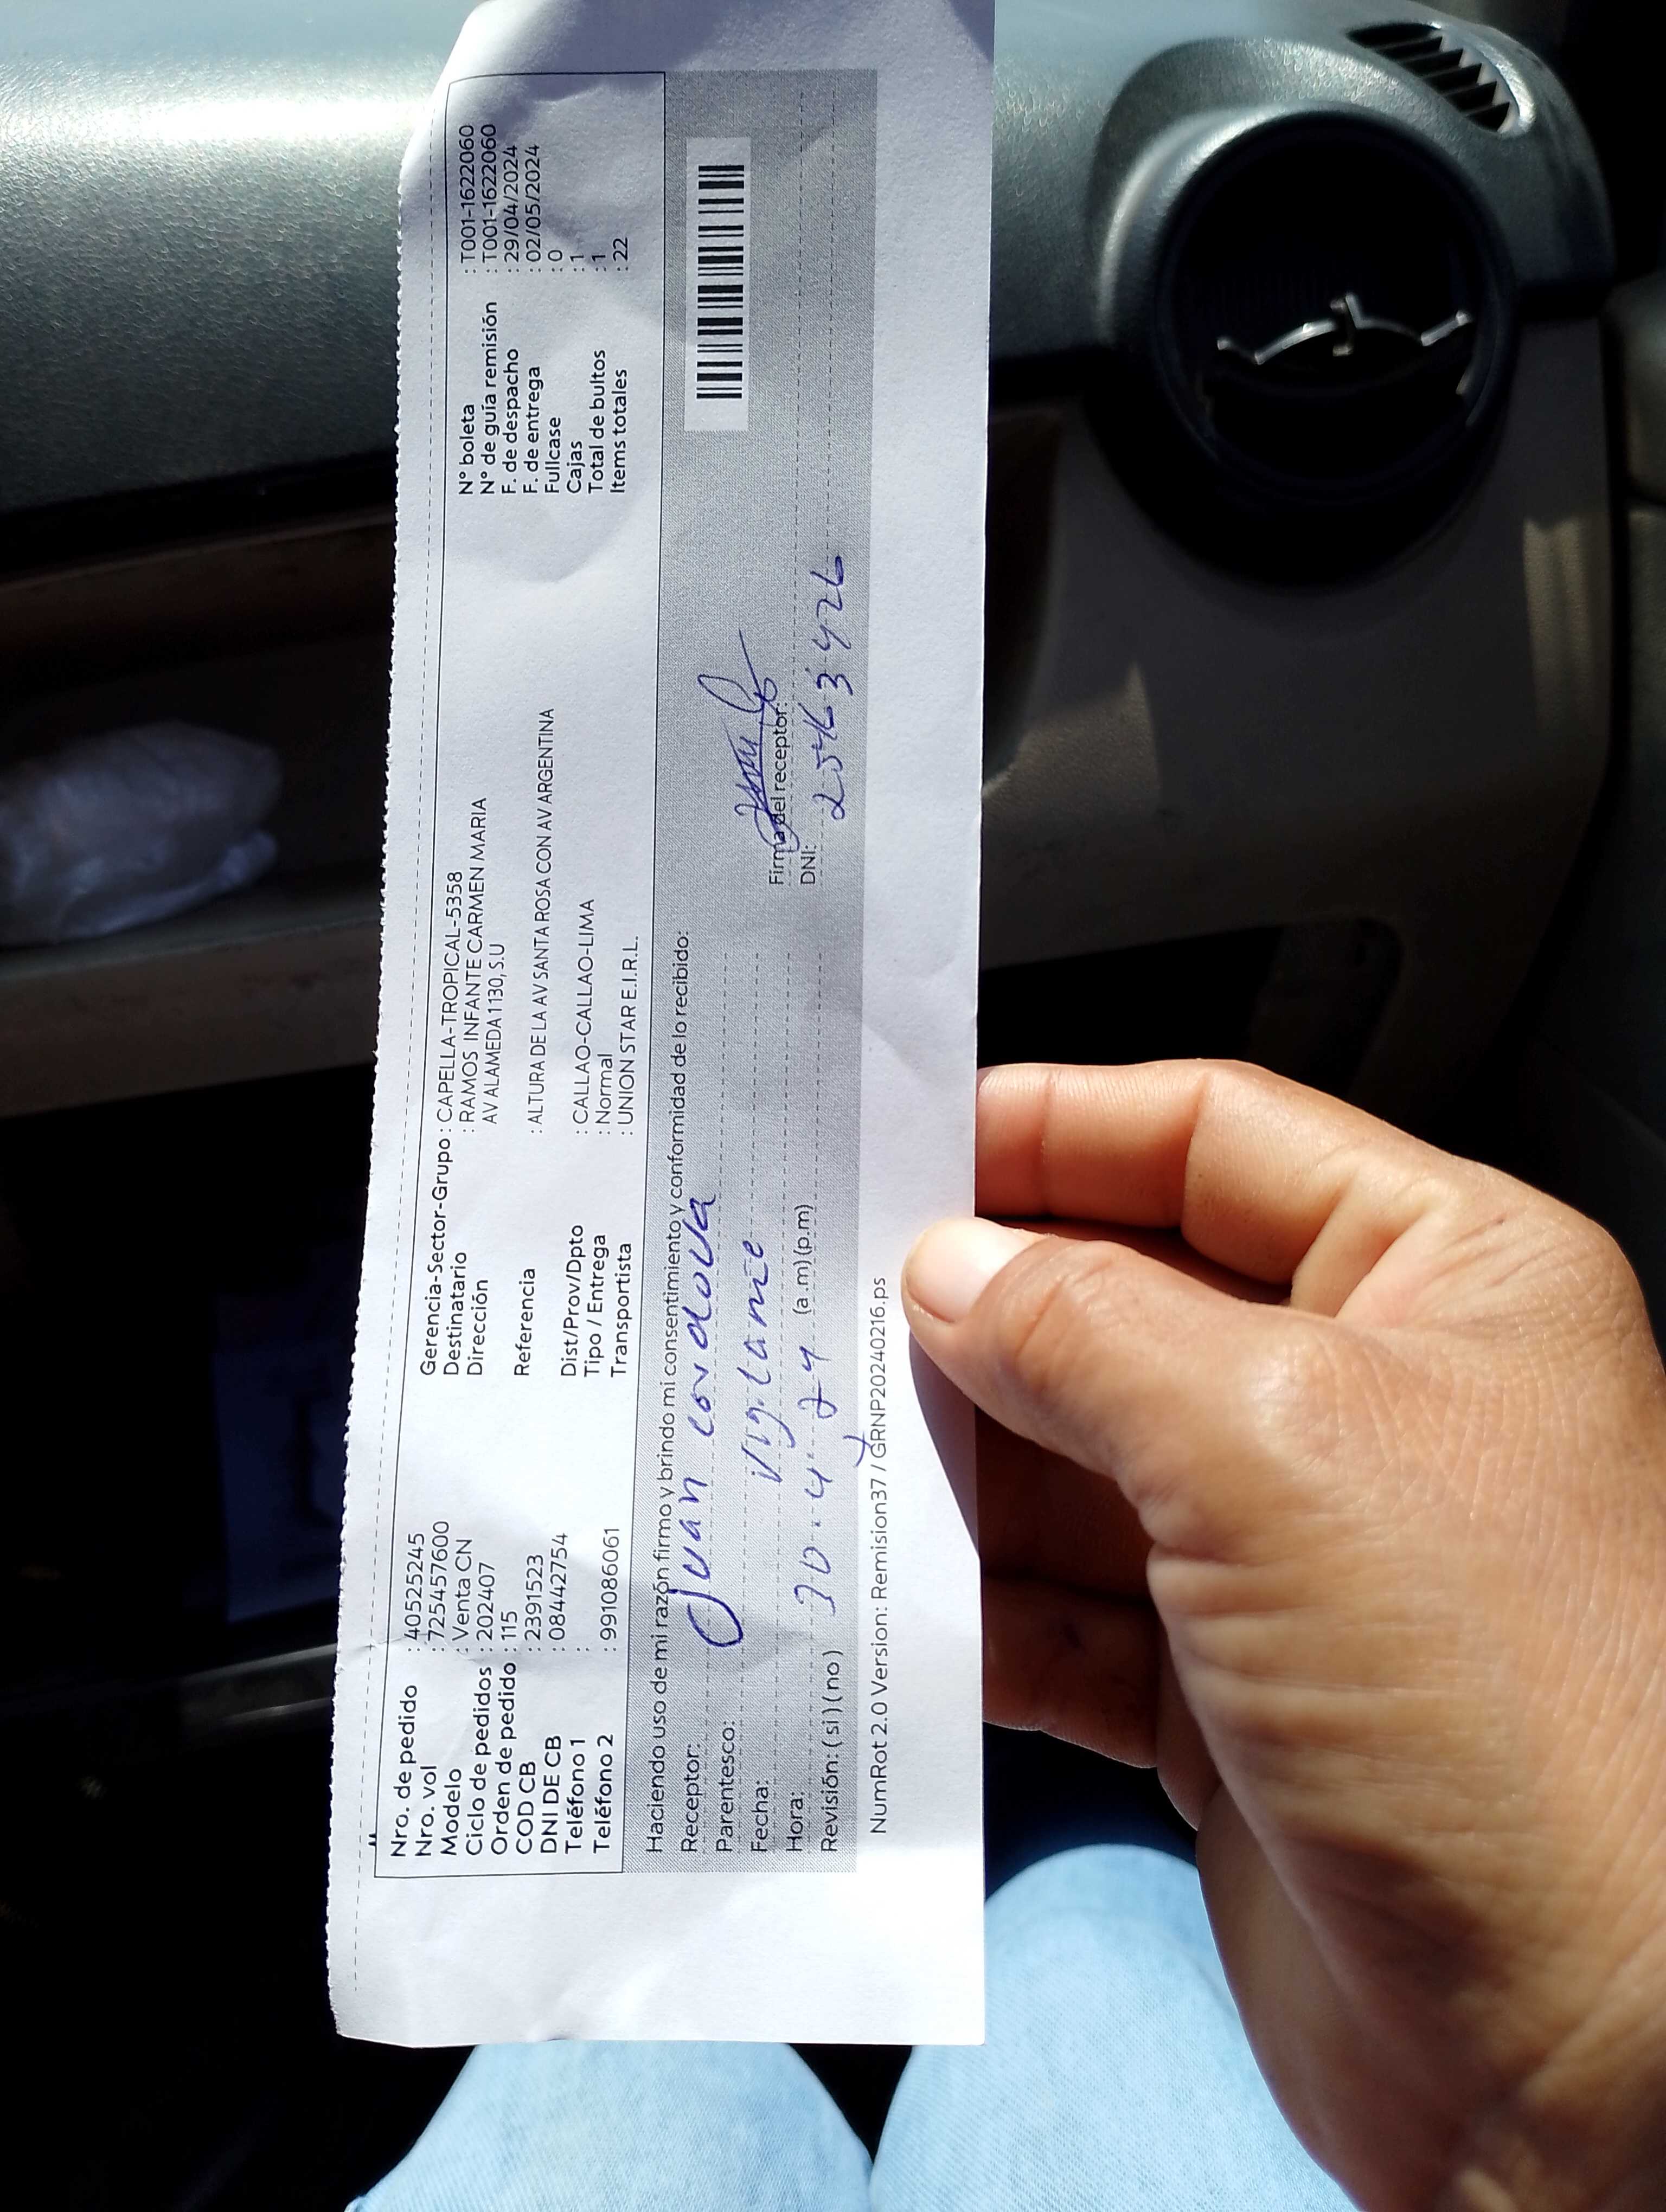 Nro. de pedido : 40525245
Nro. vol : 725457600
Modelo : Venta CN
Ciclo de pedidos : 202407
Orden de pedido : 115
COD CB : 2391523
DNI DE CB : 08442754
Teléfono 1 :
Teléfono 2 : 991086061
Gerencia-Sector-Grupo : CAPELLA-TROPICAL-5358
Destinatario : RAMOS INFANTE CARMEN MARIA
Dirección AV ALAMEDA 1130, S.U
Referencia : ALTURA DE LA AV SANTA ROSA CON AV ARGENTINA
Dist/Prov/Dpto : CALLAO-CALLAO-LIMA
Tipo / Entrega : Normal
Transportista : UNION STAR E.I.R.L.
N° boleta : T001-1622060
N° de guía remisión : T001-1622060
F. de despacho : 29/04/2024
F. de entrega : 02/05/2024
Fullcase : 0
Cajas : 1
Total de bultos : 1
Items totales : 22
Haciendo uso de mi razón firmo y brindo mi consentimiento y conformidad de lo recibido:
Receptor: Juan Cordova
Parentesco: Vigilante
Fecha: 30.4.24
Hora: (a.m) (p.m)
Revisión: (si) (no)
Firma del receptor:
DNI: 25463426
NumRot 2.0 Version: Remision37 / GRNP20240216.ps